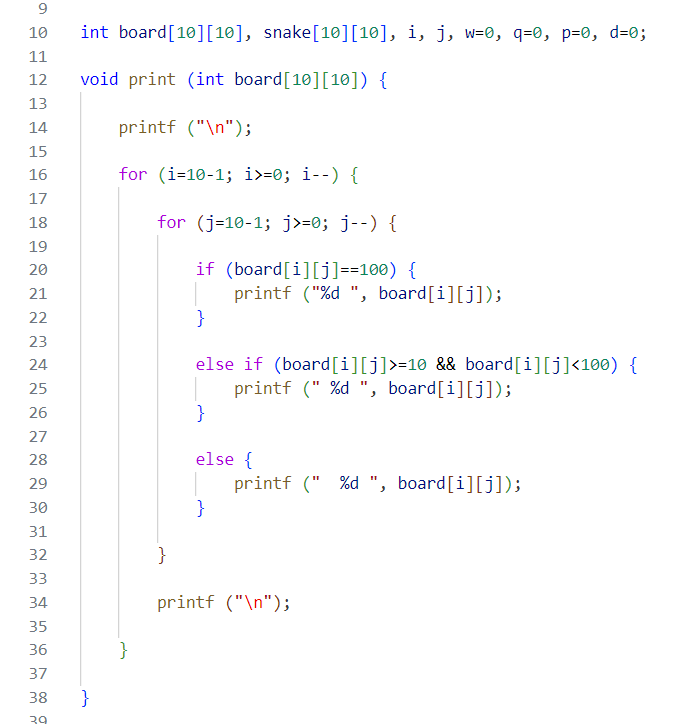 9
10 int board[10][10], snake[10][10], i, j, w=0, q=0, p=0, d=0;
11
12 void print (int board[10][10]) {
13
14     printf ("\n");
15
16     for (i=10-1; i>=0; i--) {
17
18         for (j=10-1; j>=0; j--) {
19
20             if (board[i][j]==100) {
21                 printf ("%d ", board[i][j]);
22             }
23
24             else if (board[i][j]>=10 && board[i][j]<100) {
25                 printf (" %d ", board[i][j]);
26             }
27
28             else {
29                 printf ("  %d ", board[i][j]);
30             }
31
32         }
33
34         printf ("\n");
35
36     }
37
38 }
39